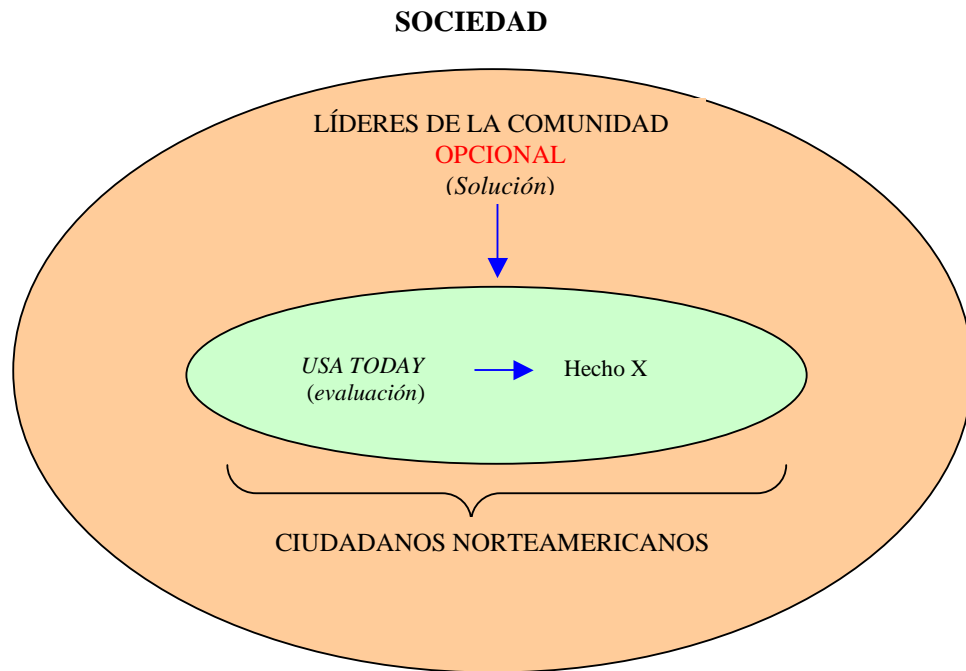 SOCIEDAD
LÍDERES DE LA COMUNIDAD
OPCIONAL
(Solución)
USA TODAY
(evaluación)
Hecho X
CIUDADANOS NORTEAMERICANOS